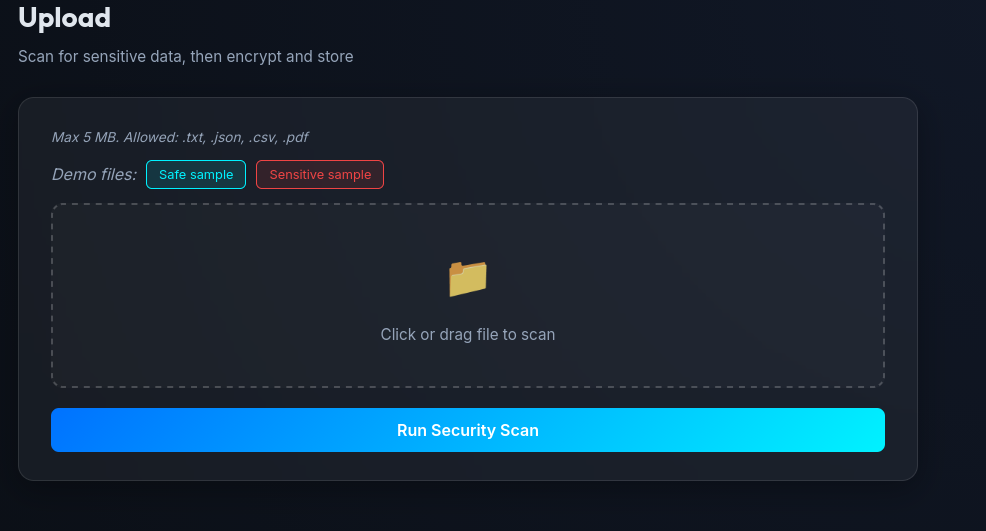 Upload
Scan for sensitive data, then encrypt and store
Max 5 MB. Allowed: .txt, .json, .csv, .pdf
Demo files: Safe sample Sensitive sample
Click or drag file to scan
Run Security Scan